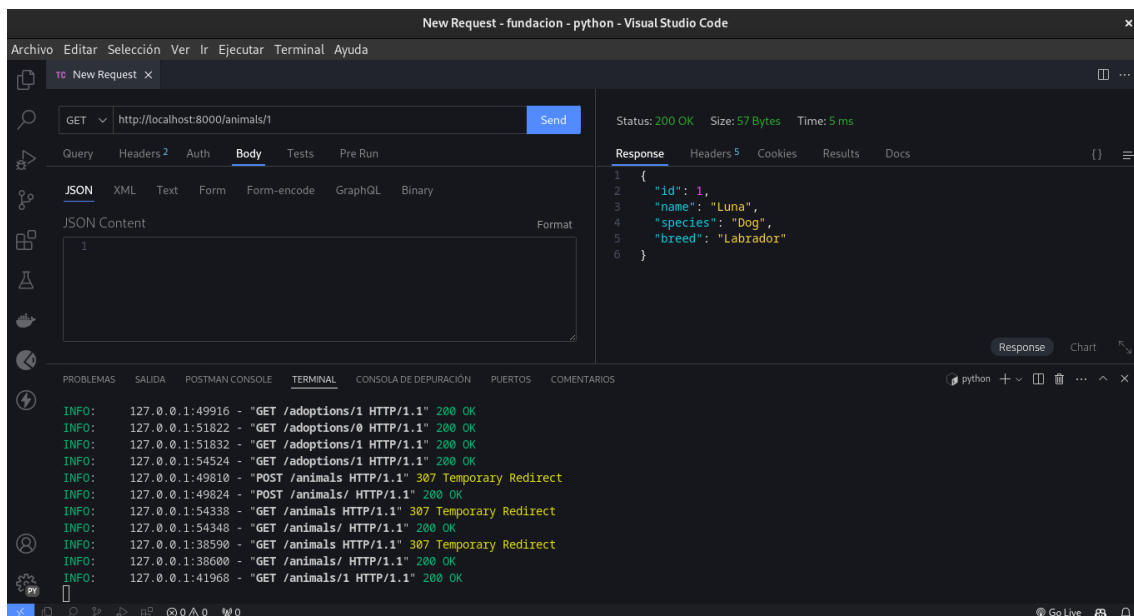 New Request - fundacion - python - Visual Studio Code
Archivo Editar Selección Ver Ir Ejecutar Terminal Ayuda
TC New Request
GET http://localhost:8000/animals/1 Send
Status: 200 OK Size: 57 Bytes Time: 5 ms
Query Headers 2 Auth Body Tests Pre Run
Response Headers 5 Cookies Results Docs {}
JSON XML Text Form Form-encode GraphQL Binary
JSON Content Format
1
1 {
2 "id": 1,
3 "name": "Luna",
4 "species": "Dog",
5 "breed": "Labrador"
6 }
Response Chart
PROBLEMAS SALIDA POSTMAN CONSOLE TERMINAL CONSOLA DE DEPURACIÓN PUERTOS COMENTARIOS python
INFO: 127.0.0.1:49916 - "GET /adoptions/1 HTTP/1.1" 200 OK
INFO: 127.0.0.1:51822 - "GET /adoptions/0 HTTP/1.1" 200 OK
INFO: 127.0.0.1:51832 - "GET /adoptions/1 HTTP/1.1" 200 OK
INFO: 127.0.0.1:54524 - "GET /adoptions/1 HTTP/1.1" 200 OK
INFO: 127.0.0.1:49810 - "POST /animals HTTP/1.1" 307 Temporary Redirect
INFO: 127.0.0.1:49824 - "POST /animals/ HTTP/1.1" 200 OK
INFO: 127.0.0.1:54338 - "GET /animals HTTP/1.1" 307 Temporary Redirect
INFO: 127.0.0.1:54348 - "GET /animals/ HTTP/1.1" 200 OK
INFO: 127.0.0.1:38590 - "GET /animals HTTP/1.1" 307 Temporary Redirect
INFO: 127.0.0.1:38600 - "GET /animals/ HTTP/1.1" 200 OK
INFO: 127.0.0.1:41968 - "GET /animals/1 HTTP/1.1" 200 OK
PY
0 0 0 Go Live